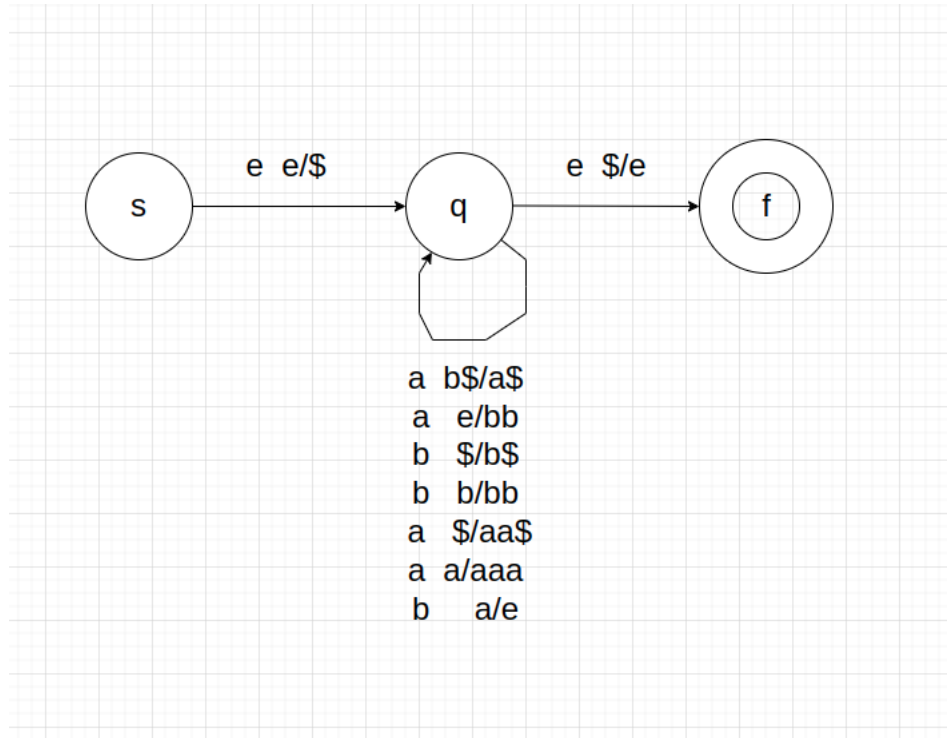 e e/$
e $/e
s
q
f
a b$/a$
a e/bb
b $/b$
b b/bb
a $/aa$
a a/aaa
b a/e